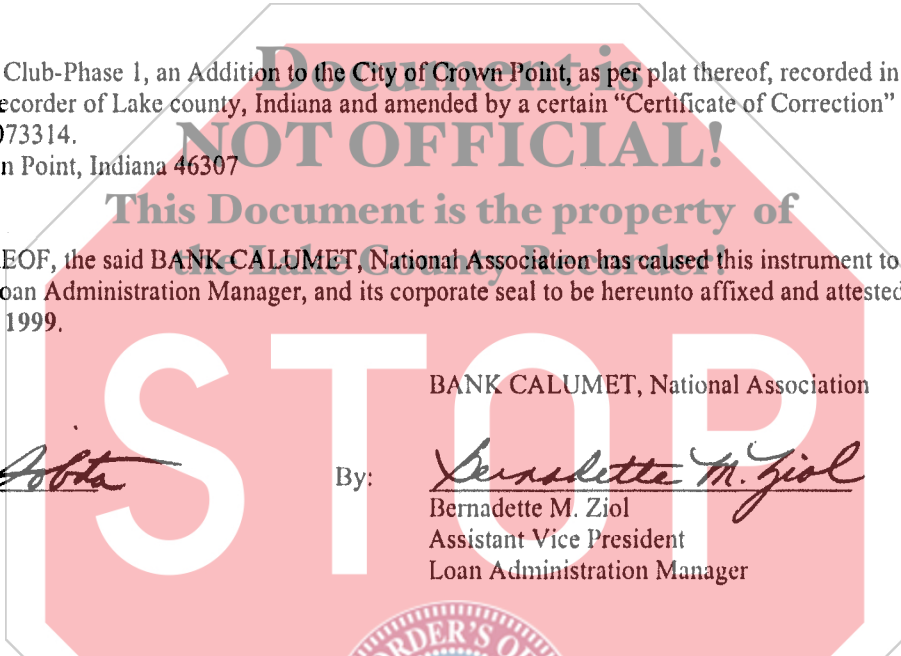 Document is
Club-Phase 1, an Addition to the City of Crown Point, as per plat thereof, recorded in
ecorder of Lake county, Indiana and amended by a certain “Certificate of Correction”
073314.
NOT OFFICIAL!
n Point, Indiana 46307
This Document is the property of
the Lake County Recorder!
EOF, the said BANK CALUMET, National Association has caused this instrument to
oan Administration Manager, and its corporate seal to be hereunto affixed and attested
1999.
STOP
BANK CALUMET, National Association
By: Bernadette M. Ziol
Bernadette M. Ziol
Assistant Vice President
Loan Administration Manager